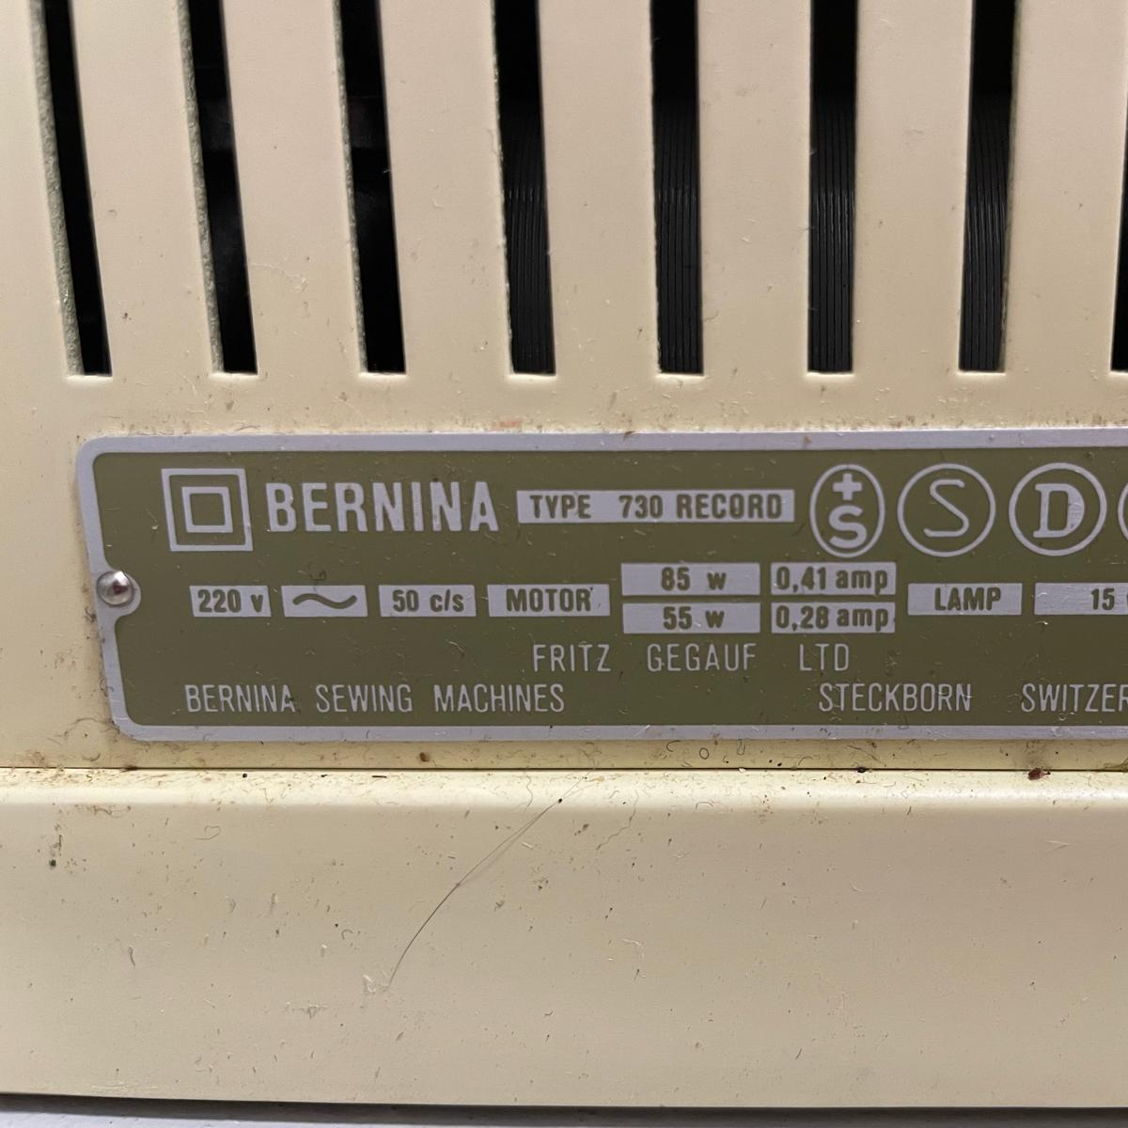 BERNINA TYPE 730 RECORD +S S D
220 v 50 c/s MOTOR 85 w 0,41 amp LAMP 15
55 w 0,28 amp
FRITZ GEGAUF LTD
BERNINA SEWING MACHINES STECKBORN SWITZER